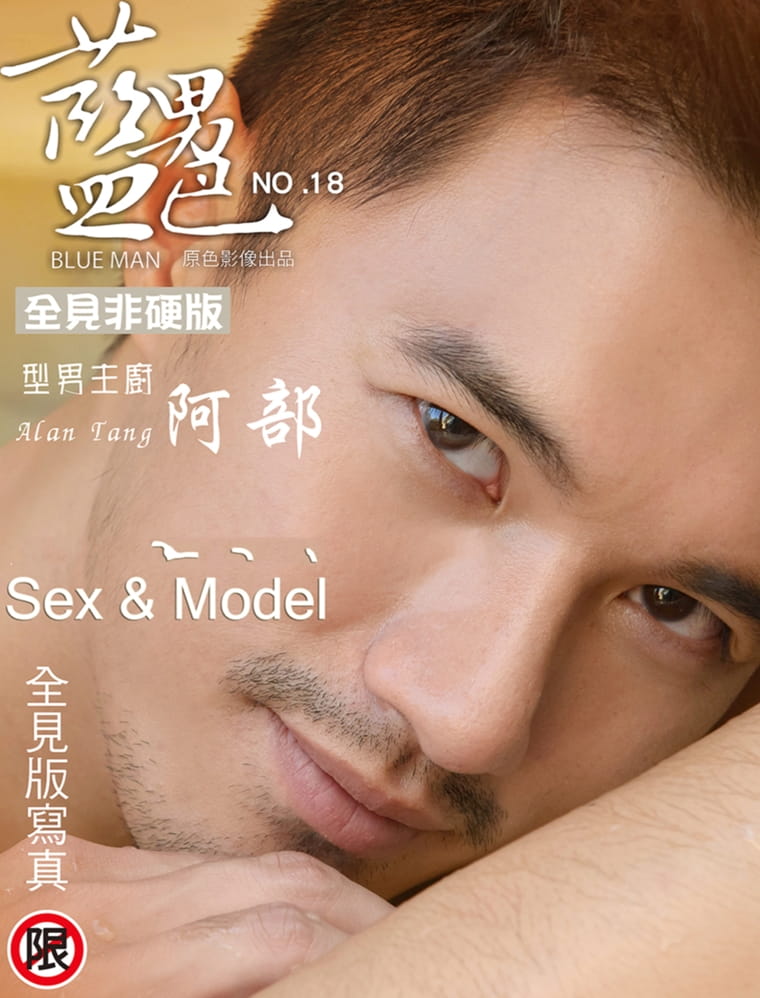 藍男色
NO.18
BLUE MAN 原色影像出品
全見非硬版
型男主廚
Alan Tang 阿部
Sex & Model
全見版寫真
限